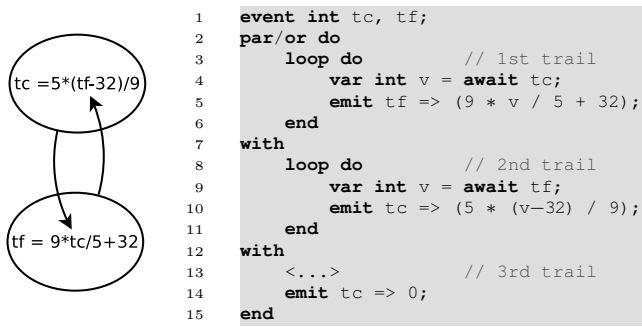 tc =5*(tf-32)/9
tf = 9*tc/5+32
1 event int tc, tf;
2 par/or do
3 loop do // 1st trail
4 var int v = await tc;
5 emit tf => (9 * v / 5 + 32);
6 end
7 with
8 loop do // 2nd trail
9 var int v = await tf;
10 emit tc => (5 * (v−32) / 9);
11 end
12 with
13 <...> // 3rd trail
14 emit tc => 0;
15 end